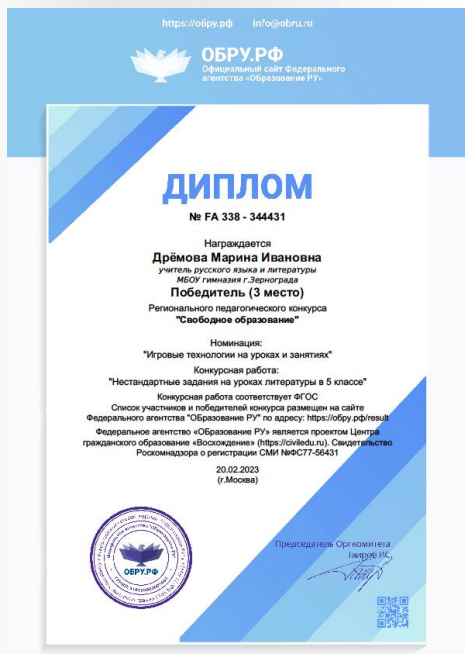 https://обру.рф info@obru.ru
ОБРУ.РФ
Официальный сайт Федерального
агентства «Образование РУ»
ДИПЛОМ
№ FA 338 - 344431
Награждается
Дрёмова Марина Ивановна
учитель русского языка и литературы
МБОУ гимназия г.Зернограда
Победитель (3 место)
Регионального педагогического конкурса
"Свободное образование"
Номинация:
"Игровые технологии на уроках и занятиях"
Конкурсная работа:
"Нестандартные задания на уроках литературы в 5 классе"
Конкурсная работа соответствует ФГОС
Список участников и победителей конкурса размещен на сайте
Федерального агентства "ОБразование РУ" по адресу: https://обру.рф/result
Федеральное агентство «ОБразование РУ» является проектом Центра
гражданского образование «Восхождение» (https://civiledu.ru). Свидетельство
Роскомнадзора о регистрации СМИ №ФС77-56431
20.02.2023
(г.Москва)
Председатель Оргкомитета
Таиров Р.С.
ОБРУ.РФ